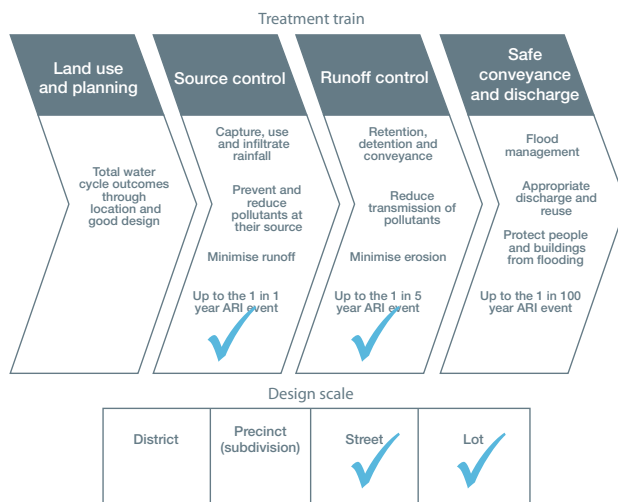 Treatment train
Land use
and planning
Total water
cycle outcomes
through
location and
good design
Source control
Capture, use
and infiltrate
rainfall
Prevent and
reduce
pollutants at
their source
Minimise runoff
Up to the 1 in 1
year ARI event
Runoff control
Retention,
detention and
conveyance
Reduce
transmission of
pollutants
Minimise erosion
Up to the 1 in 5
year ARI event
Safe
conveyance
and discharge
Flood
management
Appropriate
discharge and
reuse
Protect people
and buildings
from flooding
Up to the 1 in 100
year ARI event
Design scale
District
Precinct
(subdivision)
Street
Lot